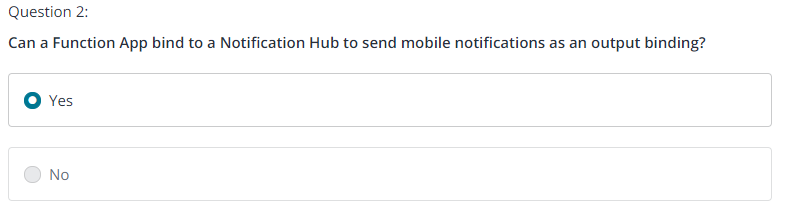 Question 2:
Can a Function App bind to a Notification Hub to send mobile notifications as an output binding?
Yes
No